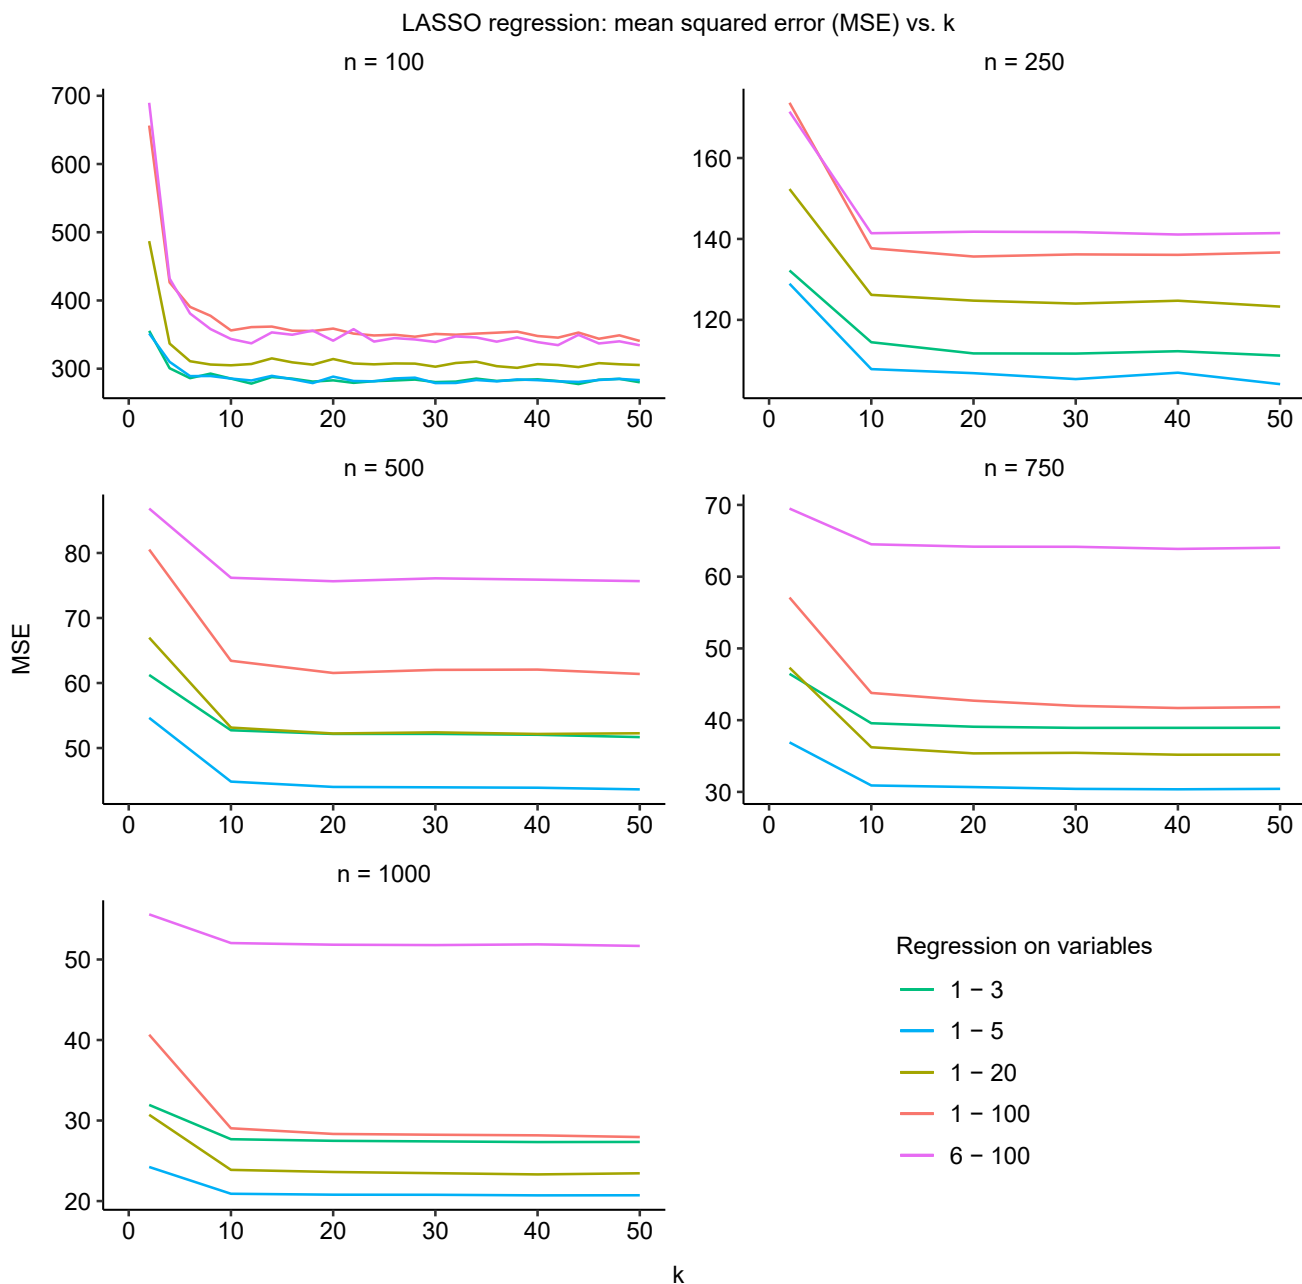 LASSO regression: mean squared error (MSE) vs. k
n = 100
700
600
500
400
300
0 10 20 30 40 50
n = 250
160
140
120
0 10 20 30 40 50
n = 500
80
70
60
50
0 10 20 30 40 50
n = 750
70
60
50
40
30
0 10 20 30 40 50
n = 1000
50
40
30
20
0 10 20 30 40 50
MSE
k
Regression on variables
1 − 3
1 − 5
1 − 20
1 − 100
6 − 100